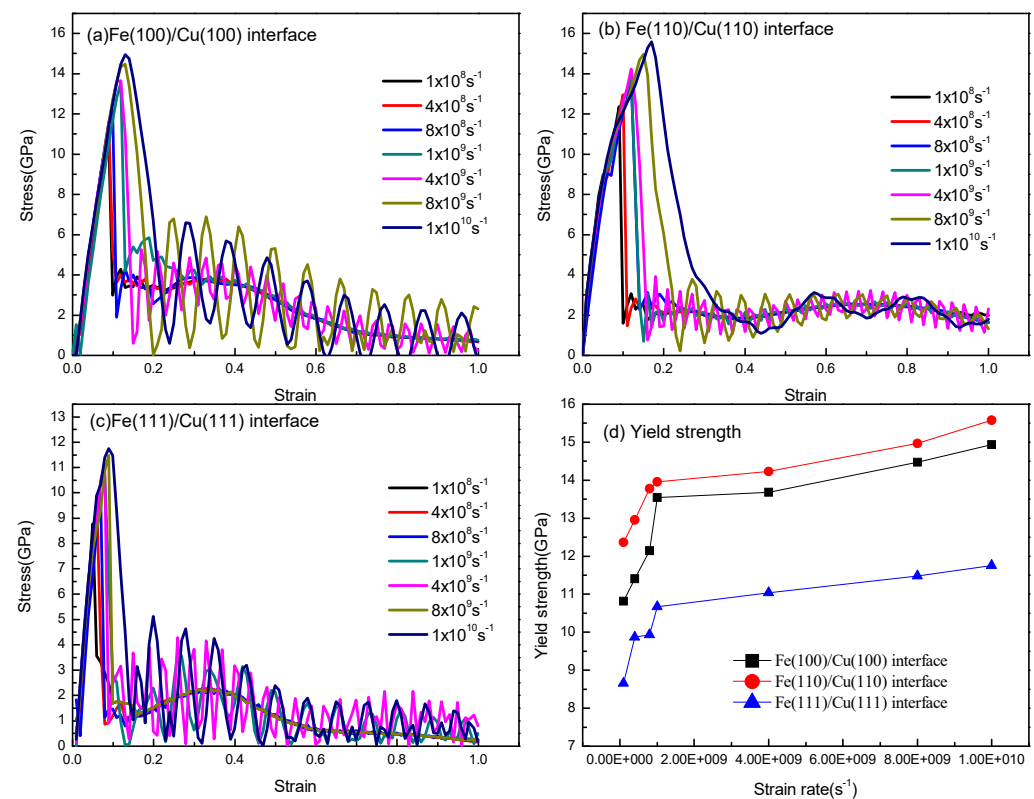 (a)Fe(100)/Cu(100) interface
1x10⁸s⁻¹
4x10⁸s⁻¹
8x10⁸s⁻¹
1x10⁹s⁻¹
4x10⁹s⁻¹
8x10⁹s⁻¹
1x10¹⁰s⁻¹
Stress(GPa)
16
14
12
10
8
6
4
2
0
0.0 0.2 0.4 0.6 0.8 1.0
Strain
(b) Fe(110)/Cu(110) interface
1x10⁸s⁻¹
4x10⁸s⁻¹
8x10⁸s⁻¹
1x10⁹s⁻¹
4x10⁹s⁻¹
8x10⁹s⁻¹
1x10¹⁰s⁻¹
Stress(GPa)
16
14
12
10
8
6
4
2
0
0.0 0.2 0.4 0.6 0.8 1.0
Strain
(c)Fe(111)/Cu(111) interface
1x10⁸s⁻¹
4x10⁸s⁻¹
8x10⁸s⁻¹
1x10⁹s⁻¹
4x10⁹s⁻¹
8x10⁹s⁻¹
1x10¹⁰s⁻¹
Stress(GPa)
13
12
11
10
9
8
7
6
5
4
3
2
1
0
0.0 0.2 0.4 0.6 0.8 1.0
Strain
(d) Yield strength
Yield strength(GPa)
16
15
14
13
12
11
10
9
8
7
Fe(100)/Cu(100) interface
Fe(110)/Cu(110) interface
Fe(111)/Cu(111) interface
0.00E+000 2.00E+009 4.00E+009 6.00E+009 8.00E+009 1.00E+010
Strain rate(s⁻¹)